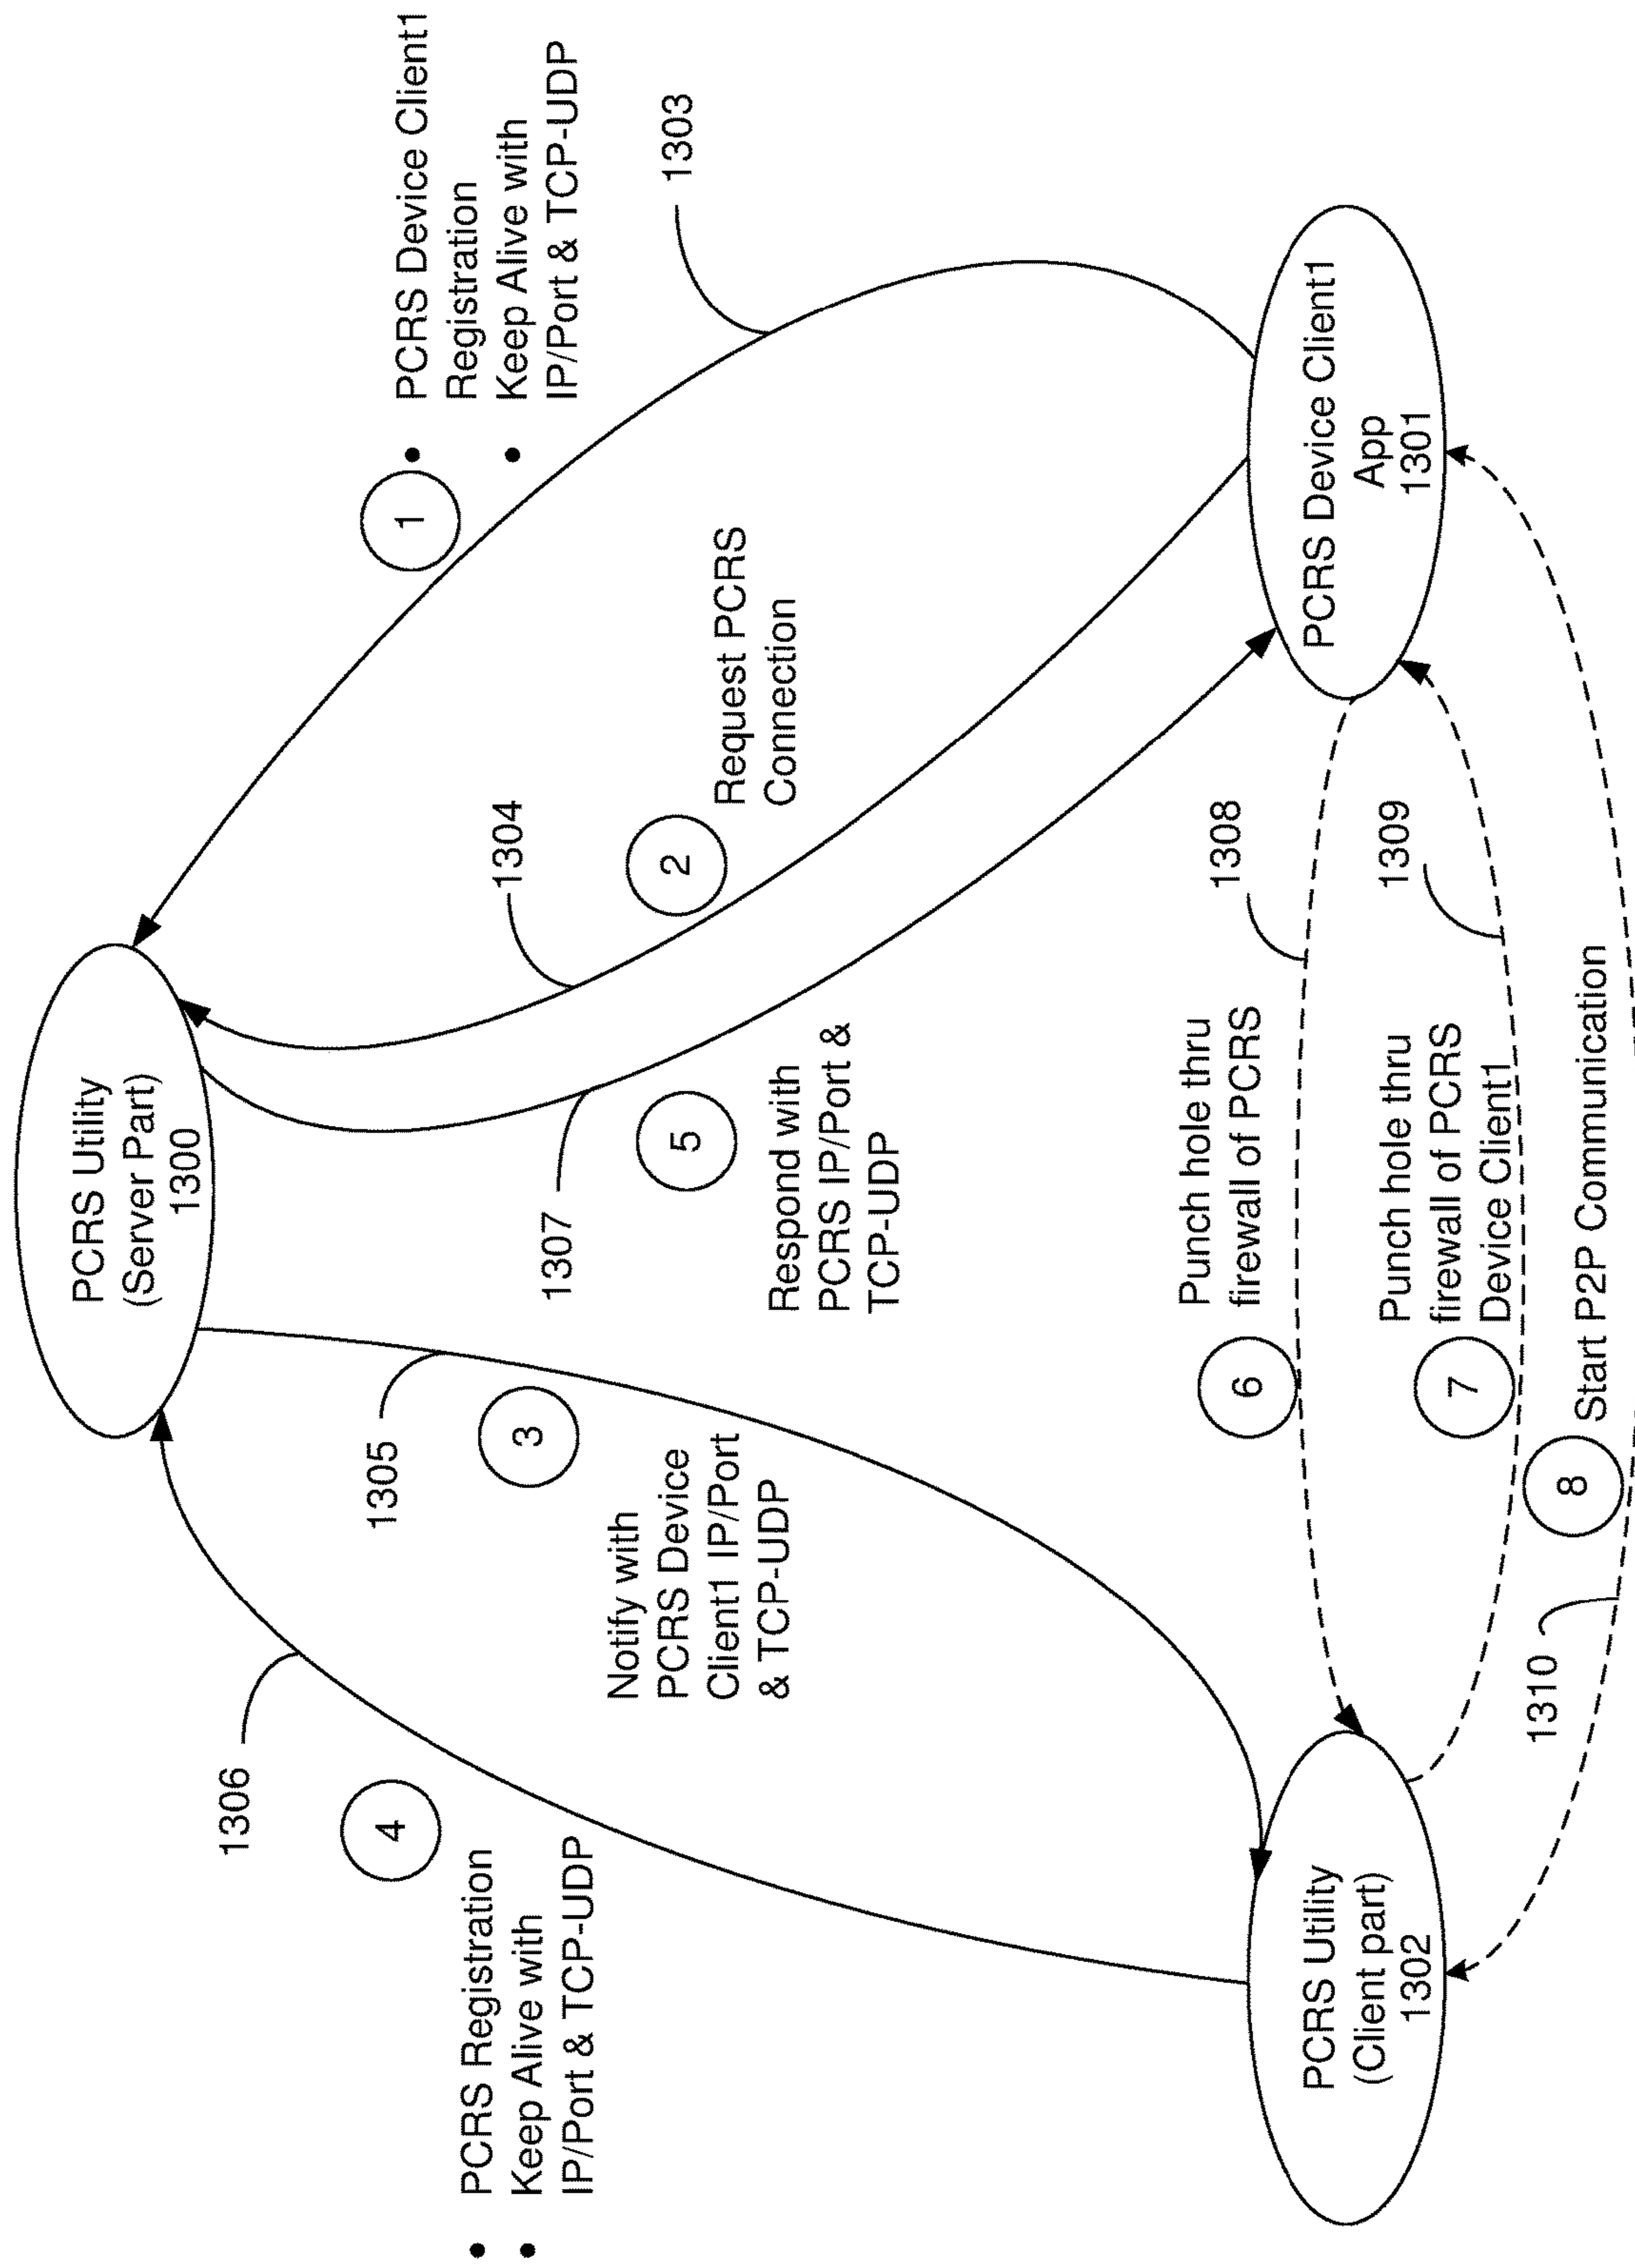 PCRS Utility
(Server Part)
1300
1
• PCRS Device Client1
Registration
• Keep Alive with
IP/Port & TCP-UDP
1303
1304
2
Request PCRS
Connection
1307
5
Respond with
PCRS IP/Port &
TCP-UDP
1305
3
Notify with
PCRS Device
Client1 IP/Port
& TCP-UDP
1306
4
• PCRS Registration
• Keep Alive with
IP/Port & TCP-UDP
PCRS Utility
(Client part)
1302
PCRS Device Client1
App
1301
1308
6
Punch hole thru
firewall of PCRS
1309
7
Punch hole thru
firewall of PCRS
Device Client1
8
Start P2P Communication
1310